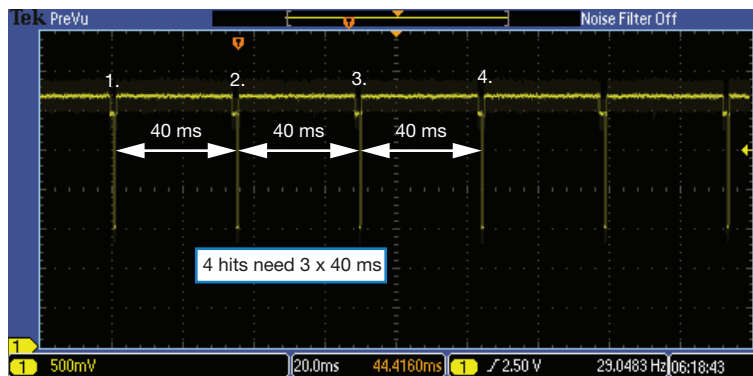 Tek PreVu Noise Filter Off
1. 2. 3. 4.
40 ms 40 ms 40 ms
4 hits need 3 x 40 ms
1
1 500mV 20.0ms 44.4160ms 1 2.50 V 29.0483 Hz 06:18:43